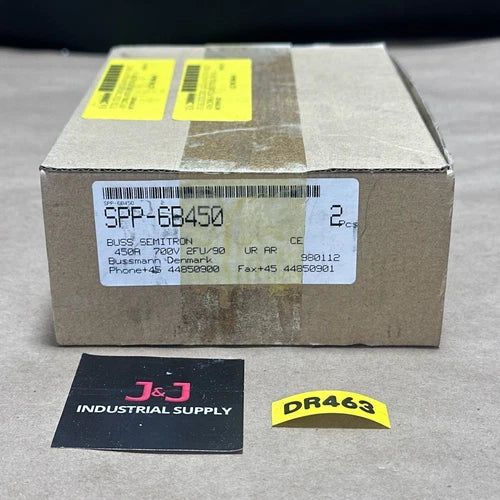 SPP-6B450
SPP-6B450 2 Pcs
BUSS SEMITRON CE
450A 700V 2FU/90 UR AR
Bussmann Denmark 980112
Phone+45 44850900 Fax+45 44850901
J&J
INDUSTRIAL SUPPLY
DR463